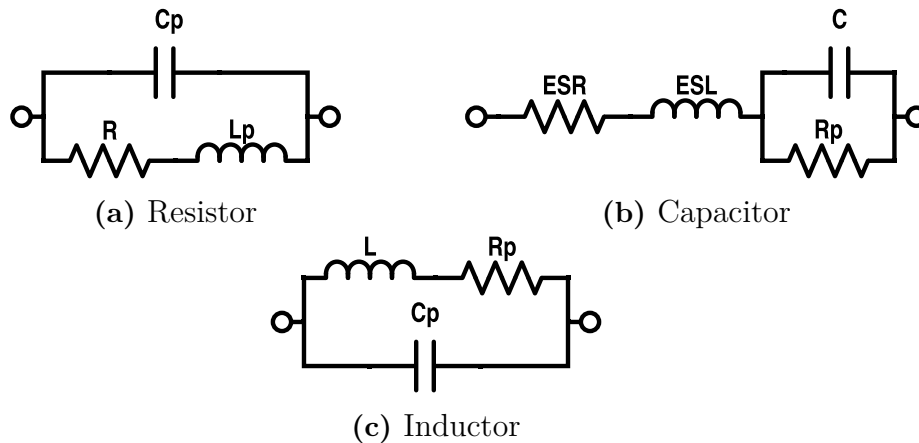 Cp
R Lp
(a) Resistor
C
ESR ESL
Rp
(b) Capacitor
L Rp
Cp
(c) Inductor